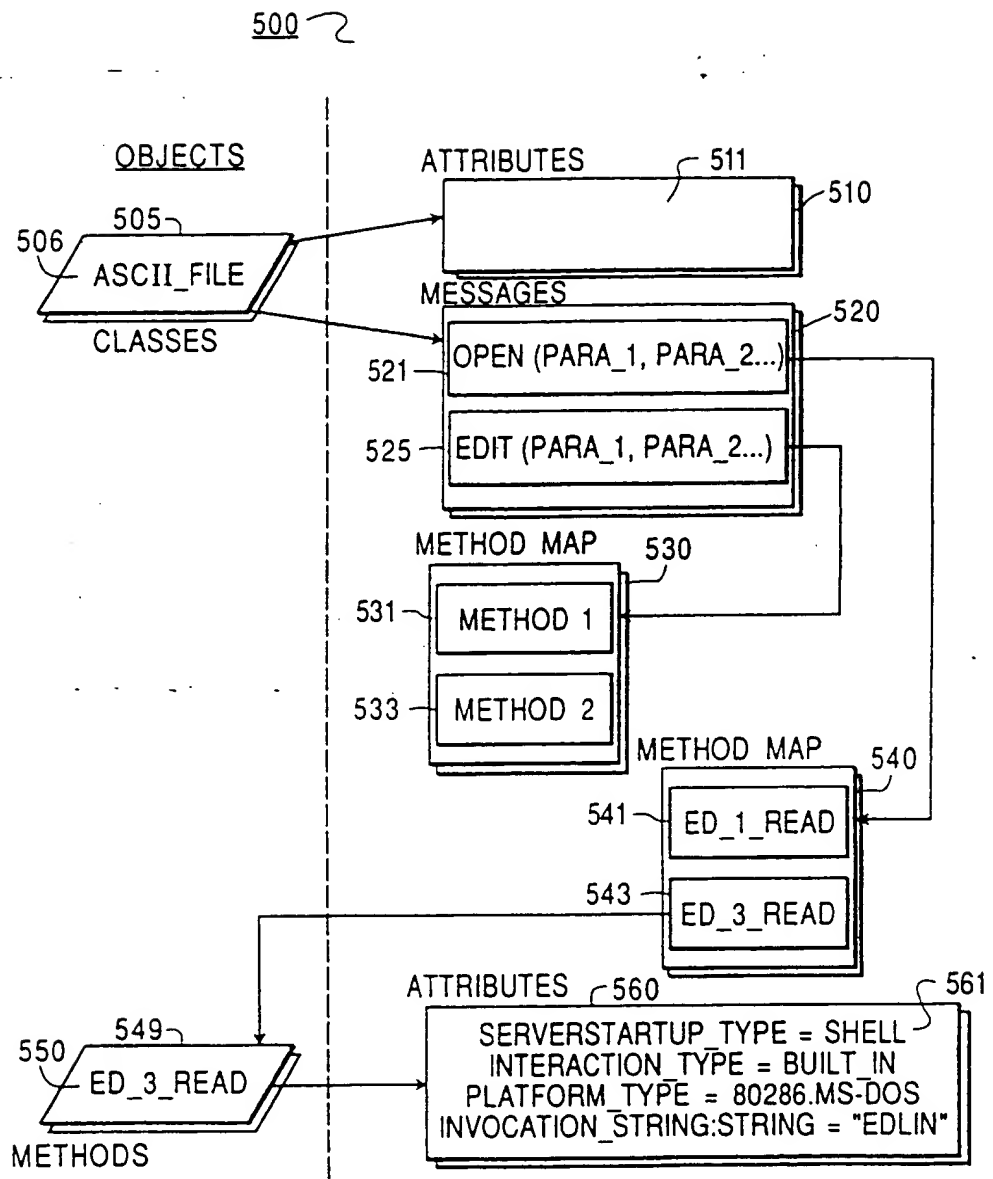 500
OBJECTS
505
506
ASCII_FILE
CLASSES
ATTRIBUTES
511
510
MESSAGES
520
OPEN (PARA_1, PARA_2...)
521
525
EDIT (PARA_1, PARA_2...)
METHOD MAP
530
531
METHOD 1
533
METHOD 2
METHOD MAP
540
541
ED_1_READ
543
ED_3_READ
ATTRIBUTES
560
561
SERVERSTARTUP_TYPE = SHELL
INTERACTION_TYPE = BUILT_IN
PLATFORM_TYPE = 80286.MS-DOS
INVOCATION_STRING:STRING = "EDLIN"
549
550
ED_3_READ
METHODS